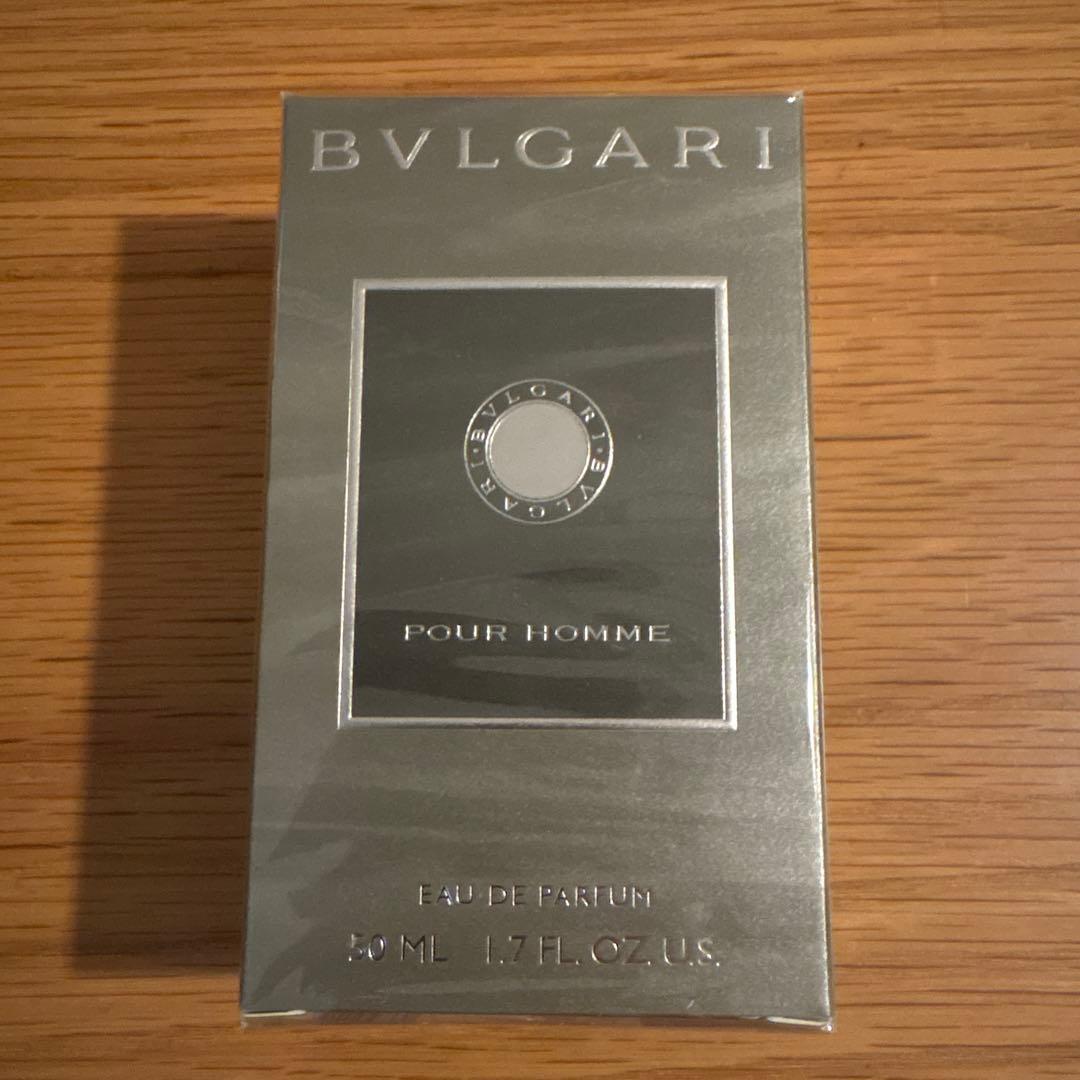 BVLGARI
BVLGARI · BVLGARI ·
POUR HOMME
EAU DE PARFUM
50 ML 1.7 FL. OZ. U.S.